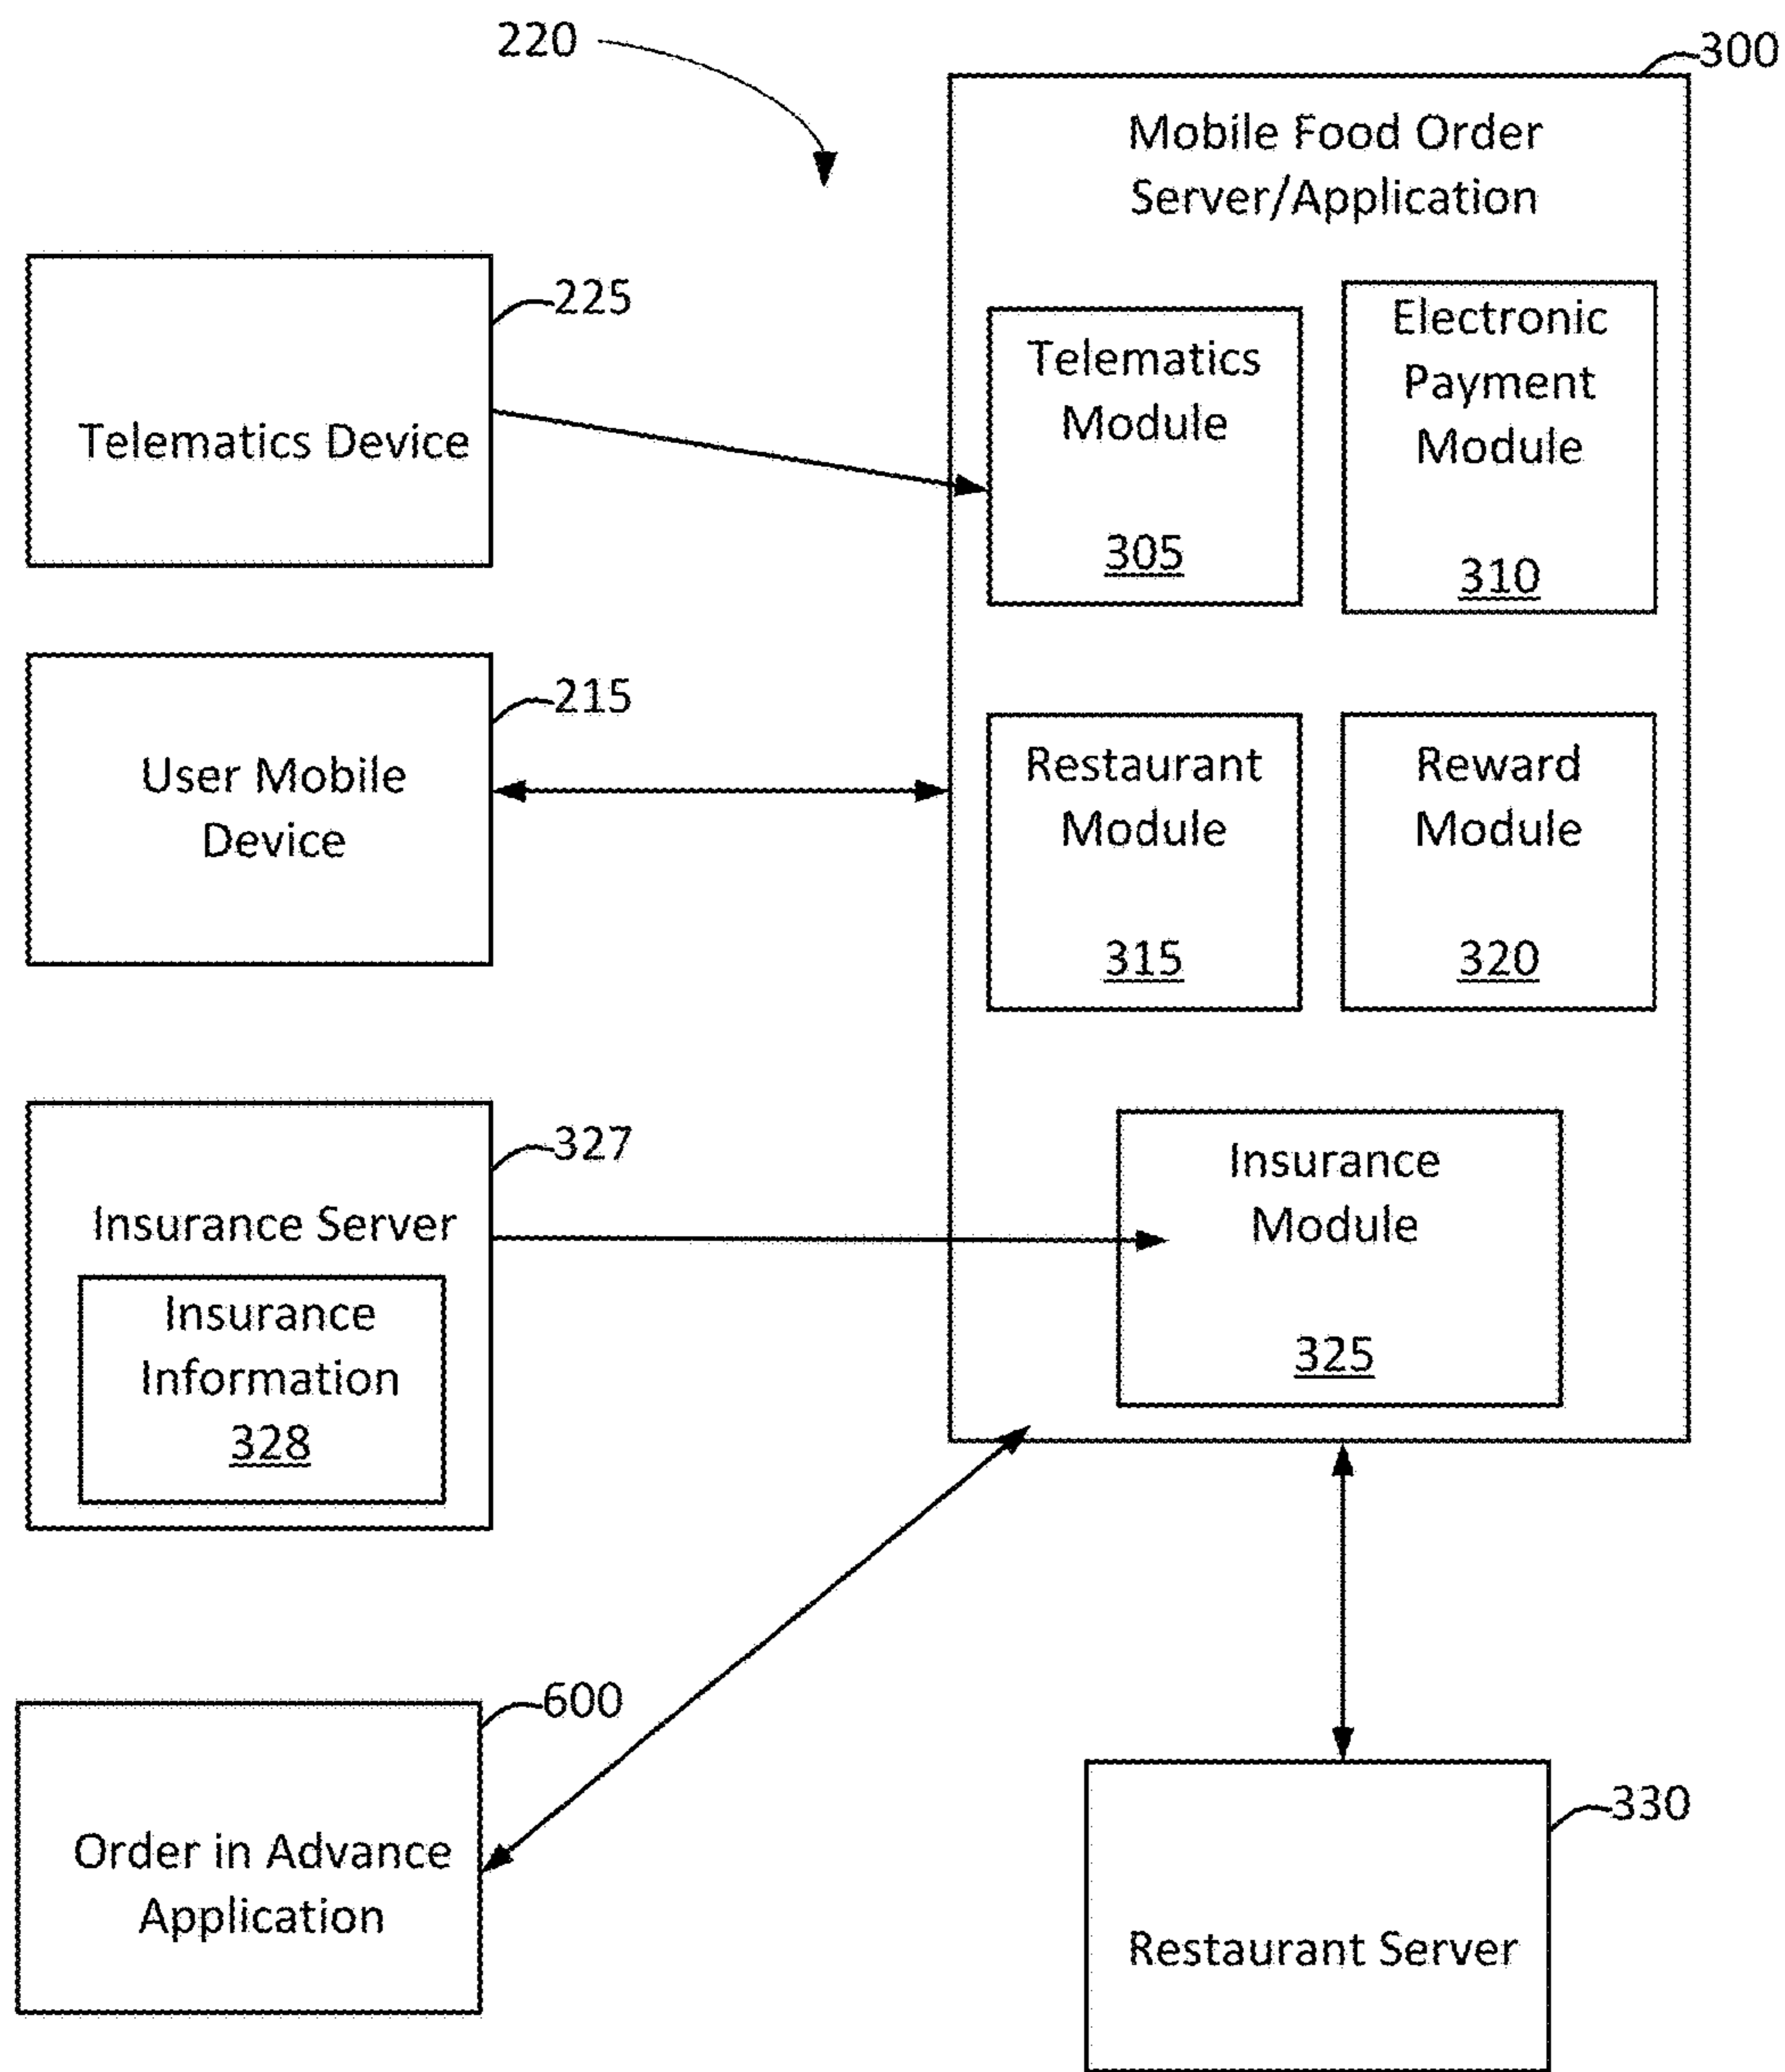 220
300
Mobile Food Order
Server/Application
225
Telematics Device
Telematics
Module
305
Electronic
Payment
Module
310
215
User Mobile
Device
Restaurant
Module
315
Reward
Module
320
327
Insurance Server
Insurance
Information
328
Insurance
Module
325
600
Order in Advance
Application
330
Restaurant Server